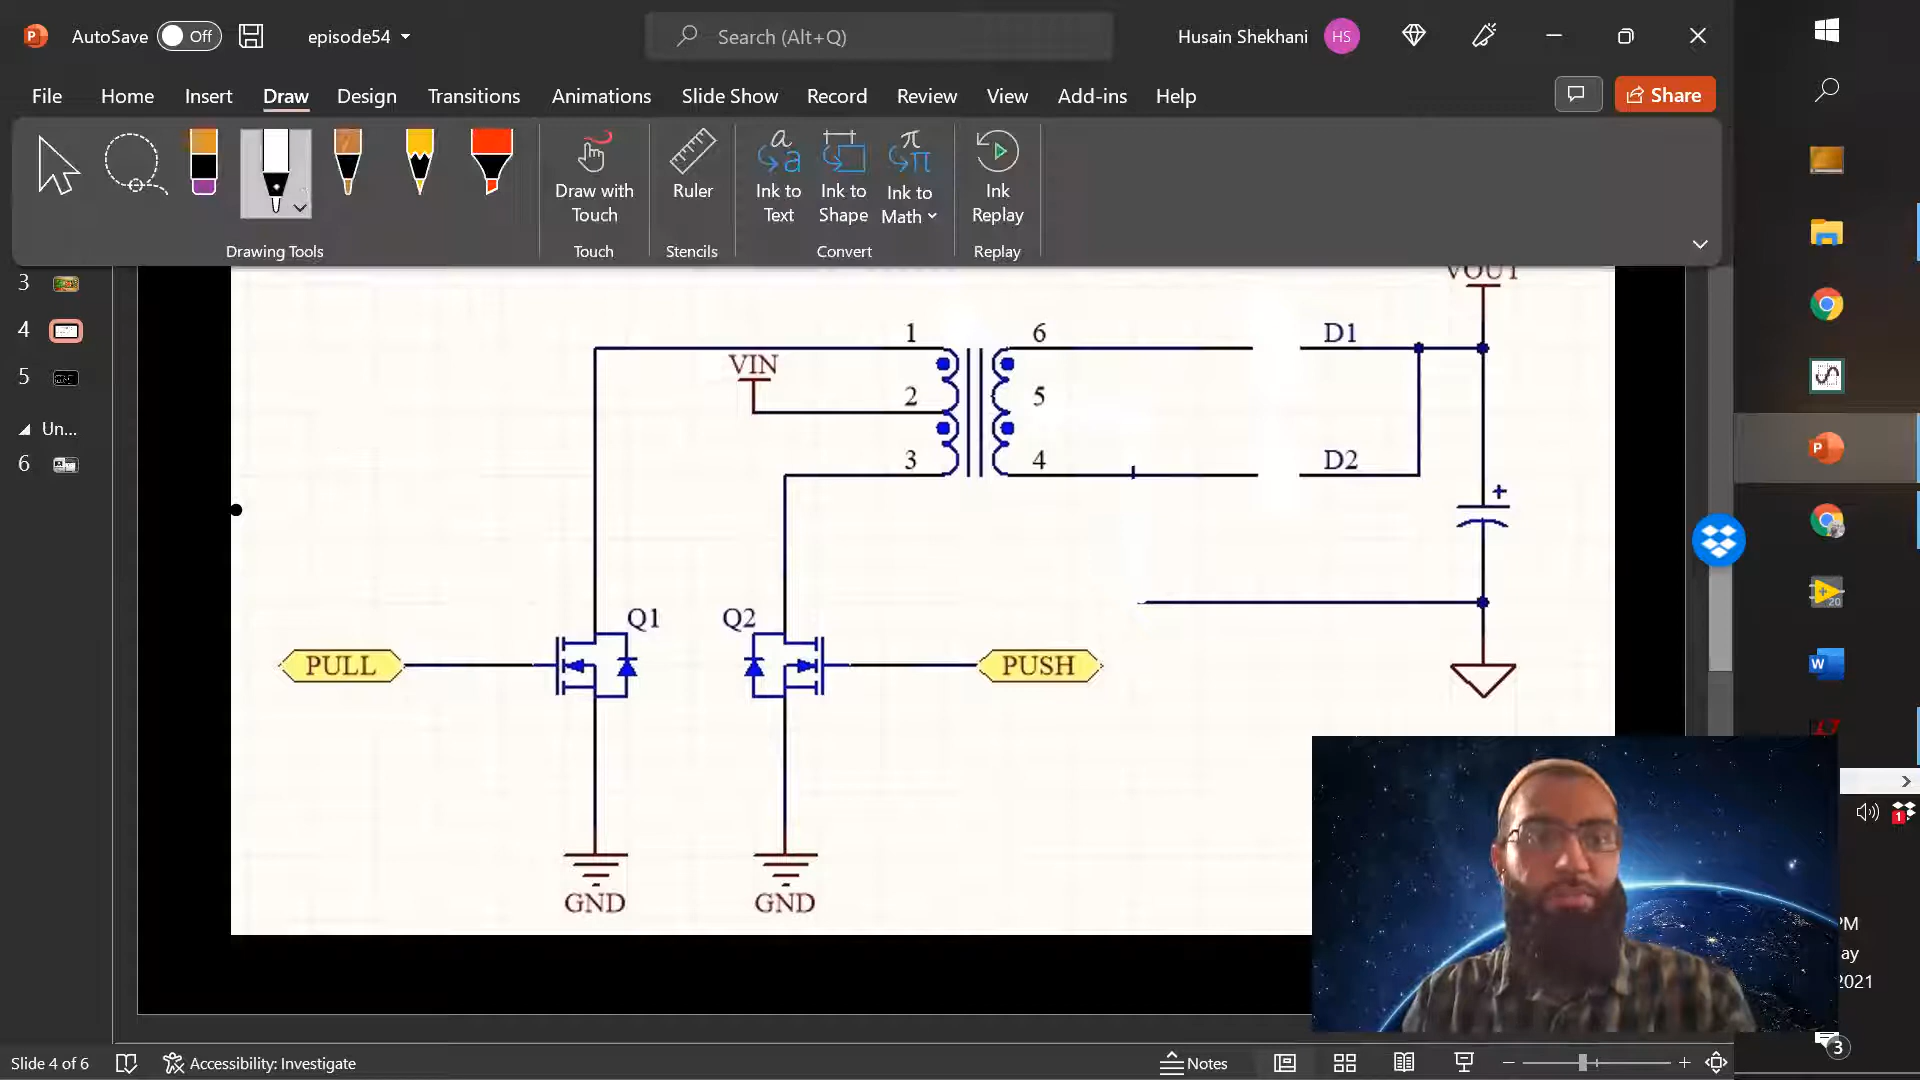 AutoSave Off episode54 Search (Alt+Q) Husain Shekhani HS
File Home Insert Draw Design Transitions Animations Slide Show Record Review View Add-ins Help Share
Draw with Touch
Ruler
Ink to Text
Ink to Shape
Ink to Math
Ink Replay
Drawing Tools Touch Stencils Convert Replay
3
4
5
Un...
6
VOUT
1 6 D1
VIN
2 5
3 4 D2
+
Q1 Q2
PULL PUSH
GND GND
PM
ay
2021
3
1
20
Slide 4 of 6 Accessibility: Investigate Notes